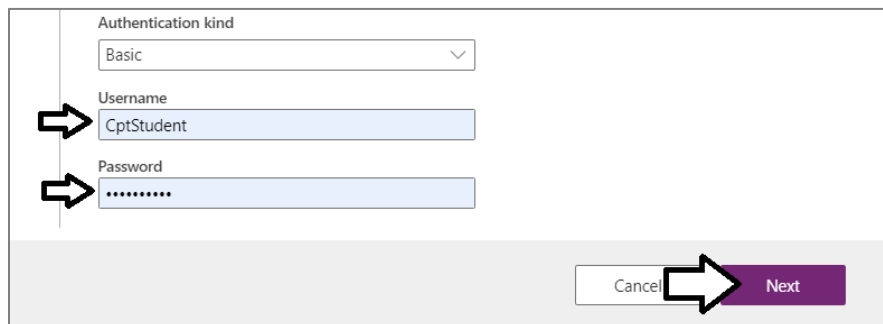 Authentication kind
Basic
Username
CptStudent
Password
••••••••••
Cancel
Next